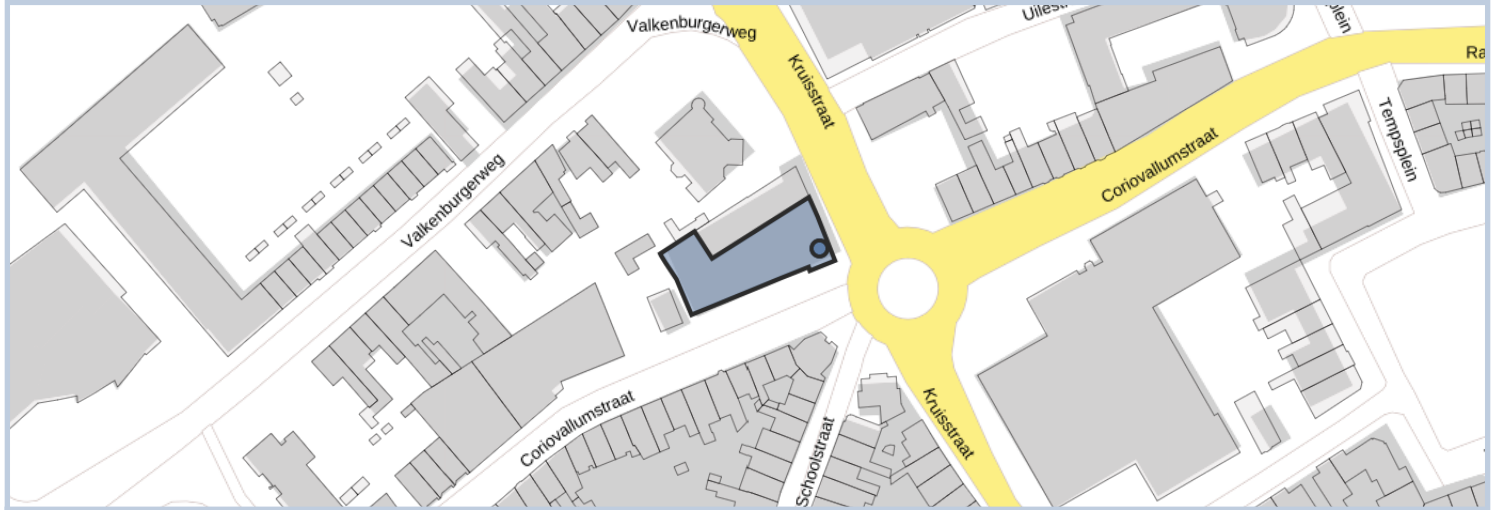 Valkenburgerweg
Kruisstraat
Tempsplein
Coriovallumstraat
Valkenburgerweg
Coriovallumstraat
Kruisstraat
Schoolstraat